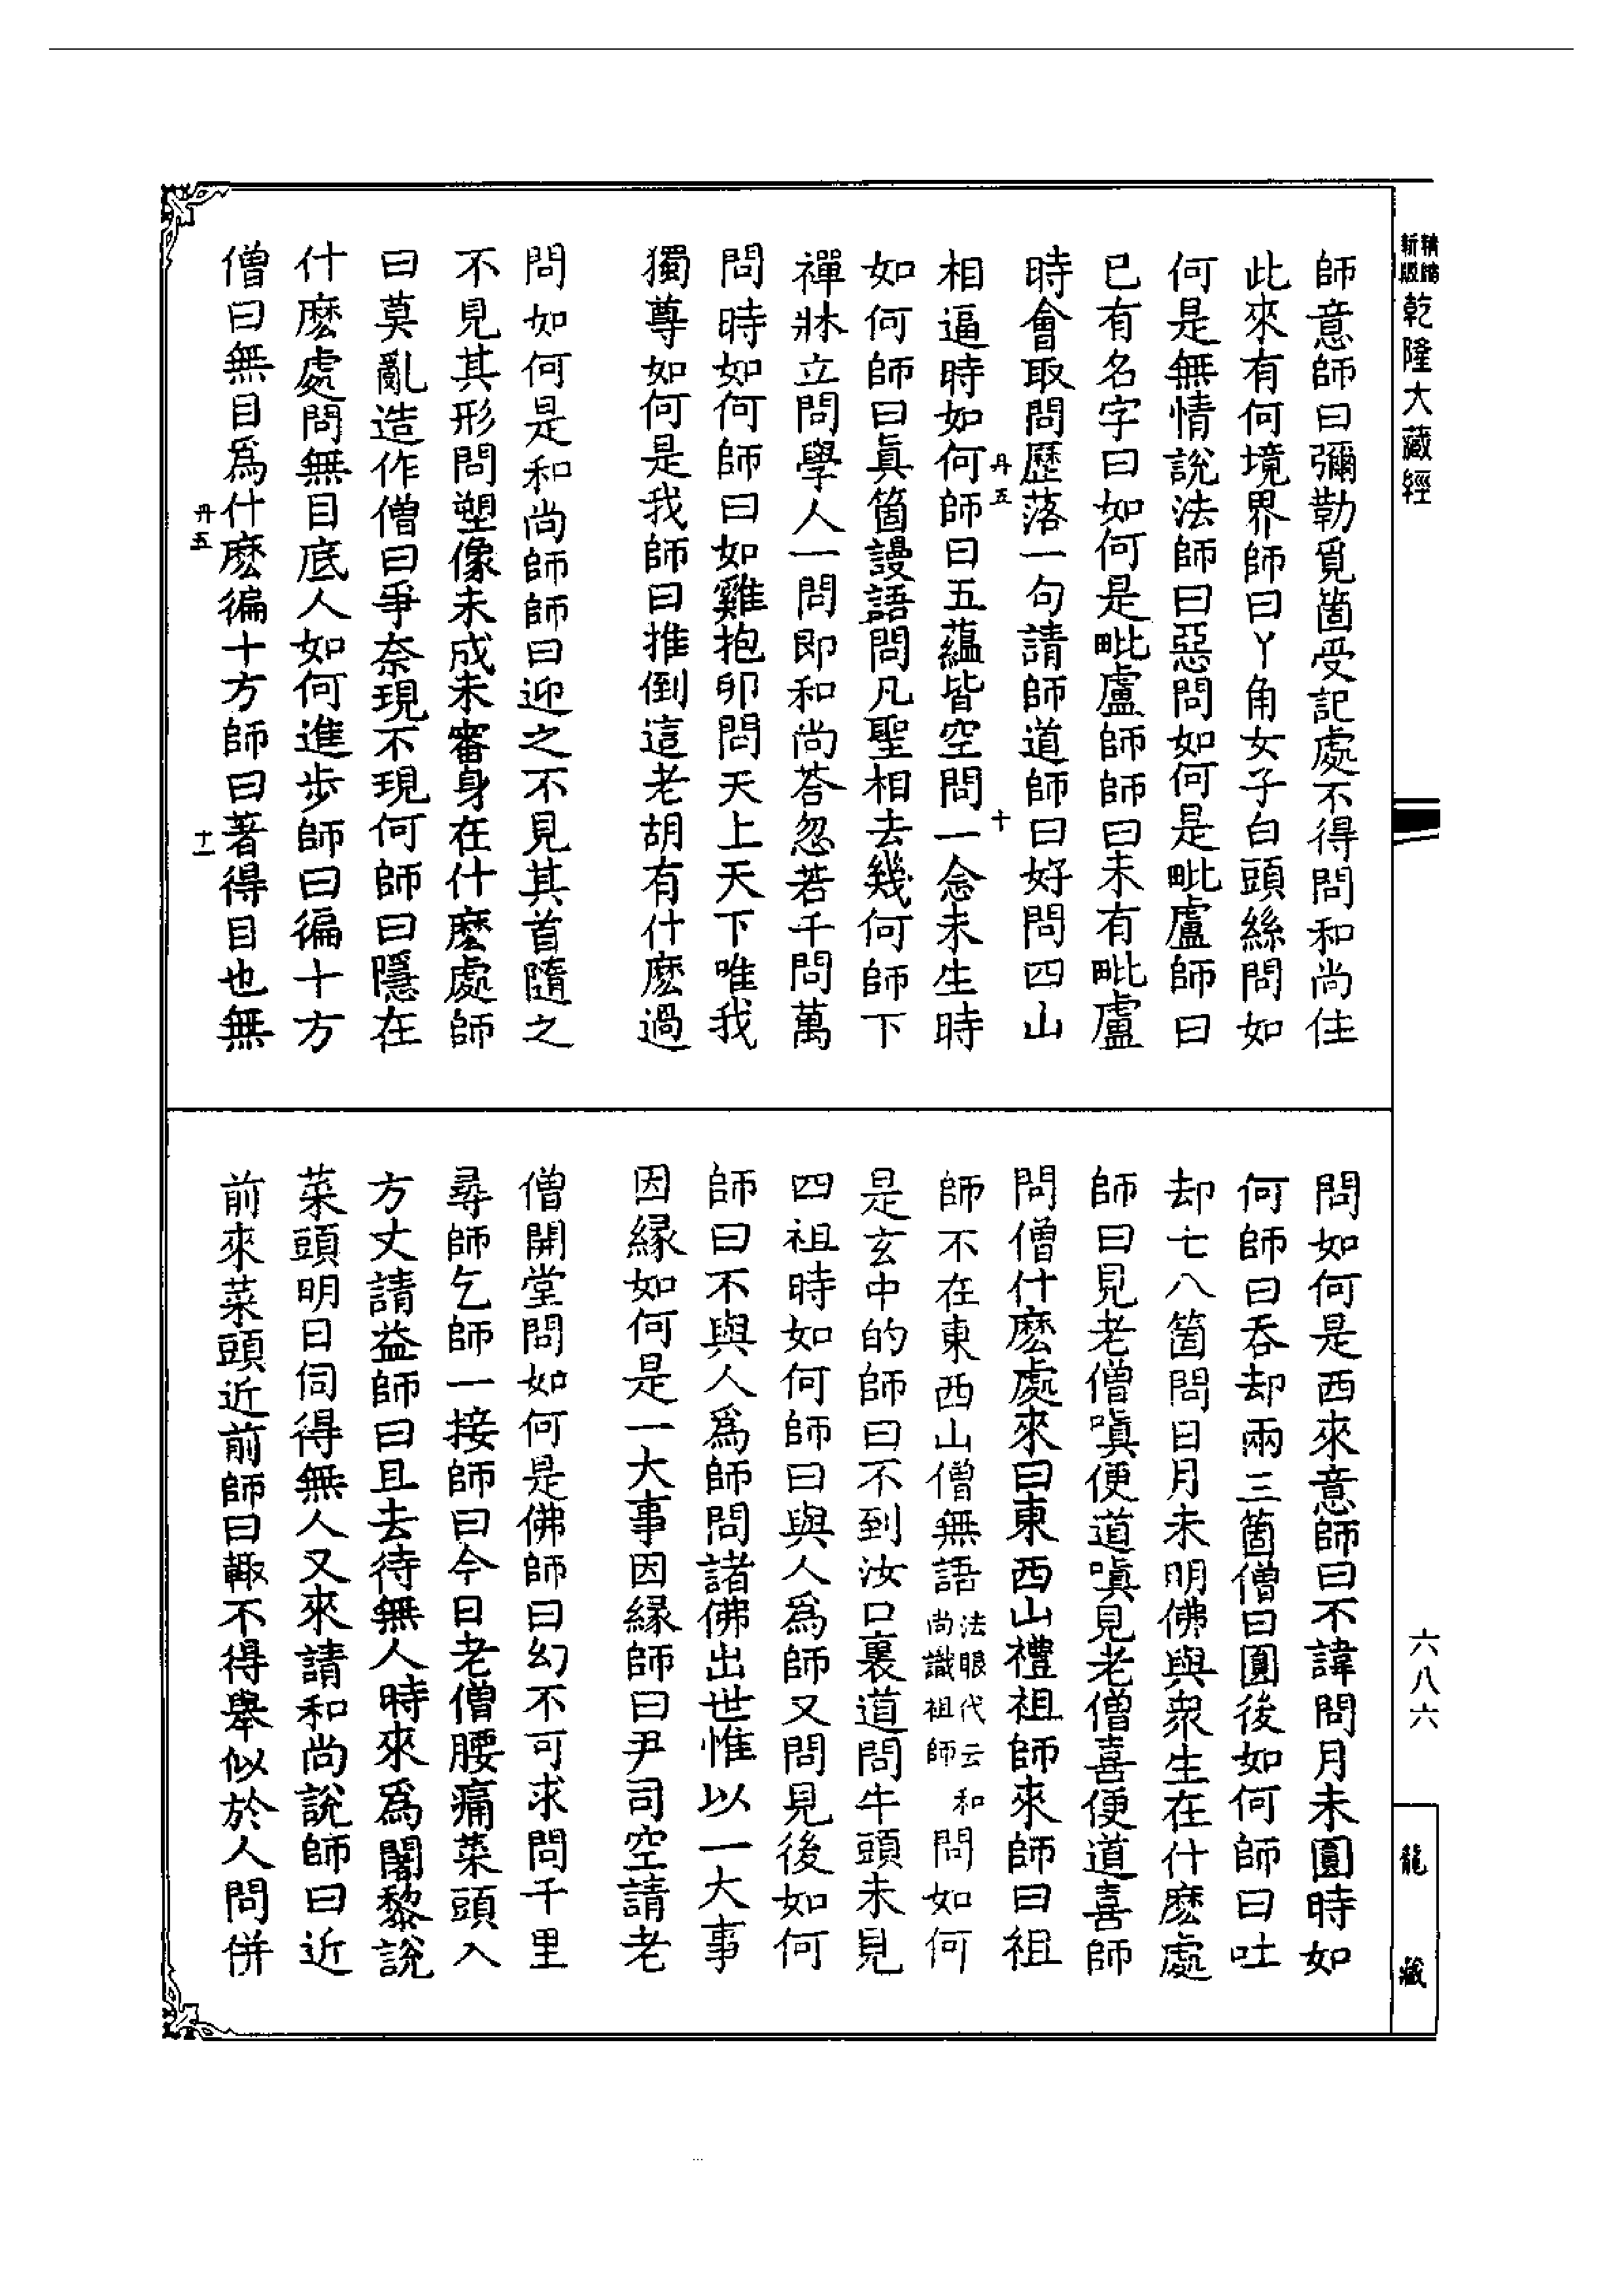 精縮新版乾隆大藏經
師意師曰彌勒覓箇受記處不得問和尚住
此來有何境界師曰丫角女子白頭絲問如
何是無情說法師曰惡問如何是毗盧師曰
已有名字曰如何是毗盧師師曰未有毗盧
時會取問歷落一句請師道師曰好問四山
丹五 十
相逼時如何師曰五蘊皆空問一念未生時
如何師曰眞箇謾語問凡聖相去幾何師下
禪牀立問學人一問即和尚荅忽若千問萬
問時如何師曰如雞抱卵問天上天下唯我
獨尊如何是我師曰推倒這老胡有什麽過
問如何是和尚師師曰迎之不見其首隨之
不見其形問塑像未成未審身在什麽處師
曰莫亂造作僧曰爭奈現不現何師曰隱在
什麽處問無目底人如何進步師曰徧十方
僧曰無目爲什麽徧十方師曰著得目也無
丹五 十一
問如何是西來意師曰不諱問月未圓時如
何師曰吞却兩三箇僧曰圓後如何師曰吐
却七八箇問日月未明佛與衆生在什麽處
師曰見老僧嗔便道嗔見老僧喜便道喜師
問僧什麽處來曰東西山禮祖師來師曰祖
師不在東西山僧無語法眼代云和尚識祖師問如何
是玄中的師曰不到汝口裏道問牛頭未見
四祖時如何師曰與人爲師又問見後如何
師曰不與人爲師問諸佛出世惟以一大事
因緣如何是一大事因緣師曰尹司空請老
僧開堂問如何是佛師曰幻不可求問千里
尋師乞師一接師曰今日老僧腰痛菜頭入
方丈請益師曰且去待無人時來爲闍黎說
菜頭明日伺得無人又來請和尚說師曰近
前來菜頭近前師曰輙不得舉似於人問併
六八六
龍藏